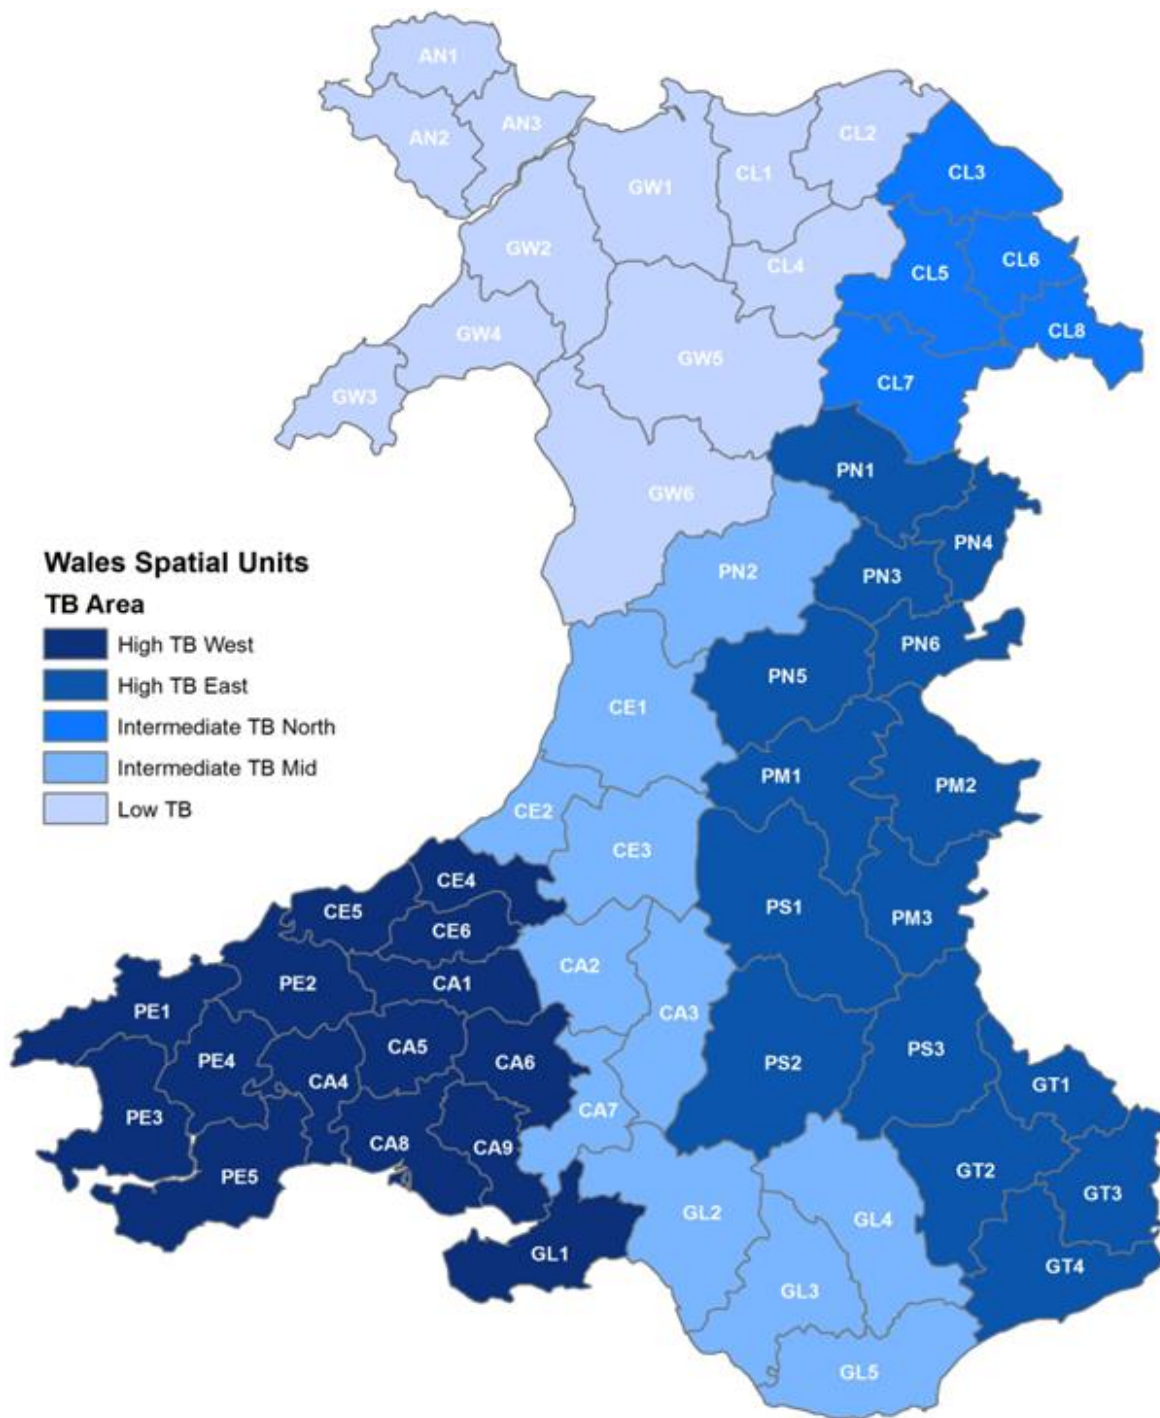 AN1
AN2
AN3
GW1
CL1
CL2
CL3
GW2
CL4
CL5
CL6
GW4
GW5
CL8
GW3
CL7
PN1
GW6
PN4
PN2
PN3
PN6
PN5
CE1
PM1
PM2
CE2
CE3
CE4
CE5
CE6
PS1
PM3
CA2
PE2
CA1
PE1
CA3
CA5
PE4
CA6
PS2
PS3
CA4
GT1
PE3
CA7
CA8
CA9
GT2
PE5
GT3
GL2
GL4
GL1
GT4
GL3
GL5
Wales Spatial Units
TB Area
High TB West
High TB East
Intermediate TB North
Intermediate TB Mid
Low TB